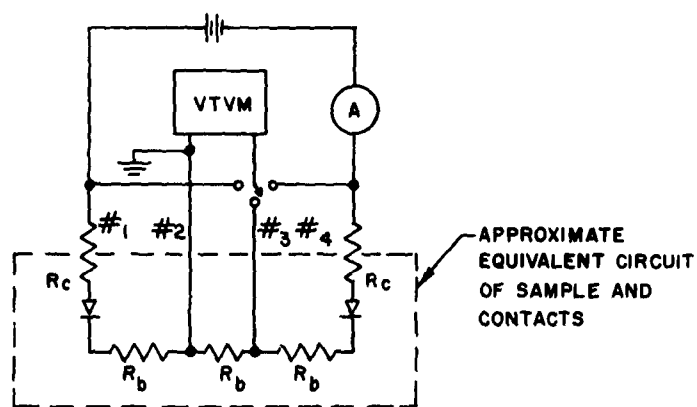 VTVM
A
#1 #2 #3 #4
APPROXIMATE
EQUIVALENT CIRCUIT
OF SAMPLE AND
CONTACTS
Rc Rc
Rb Rb Rb